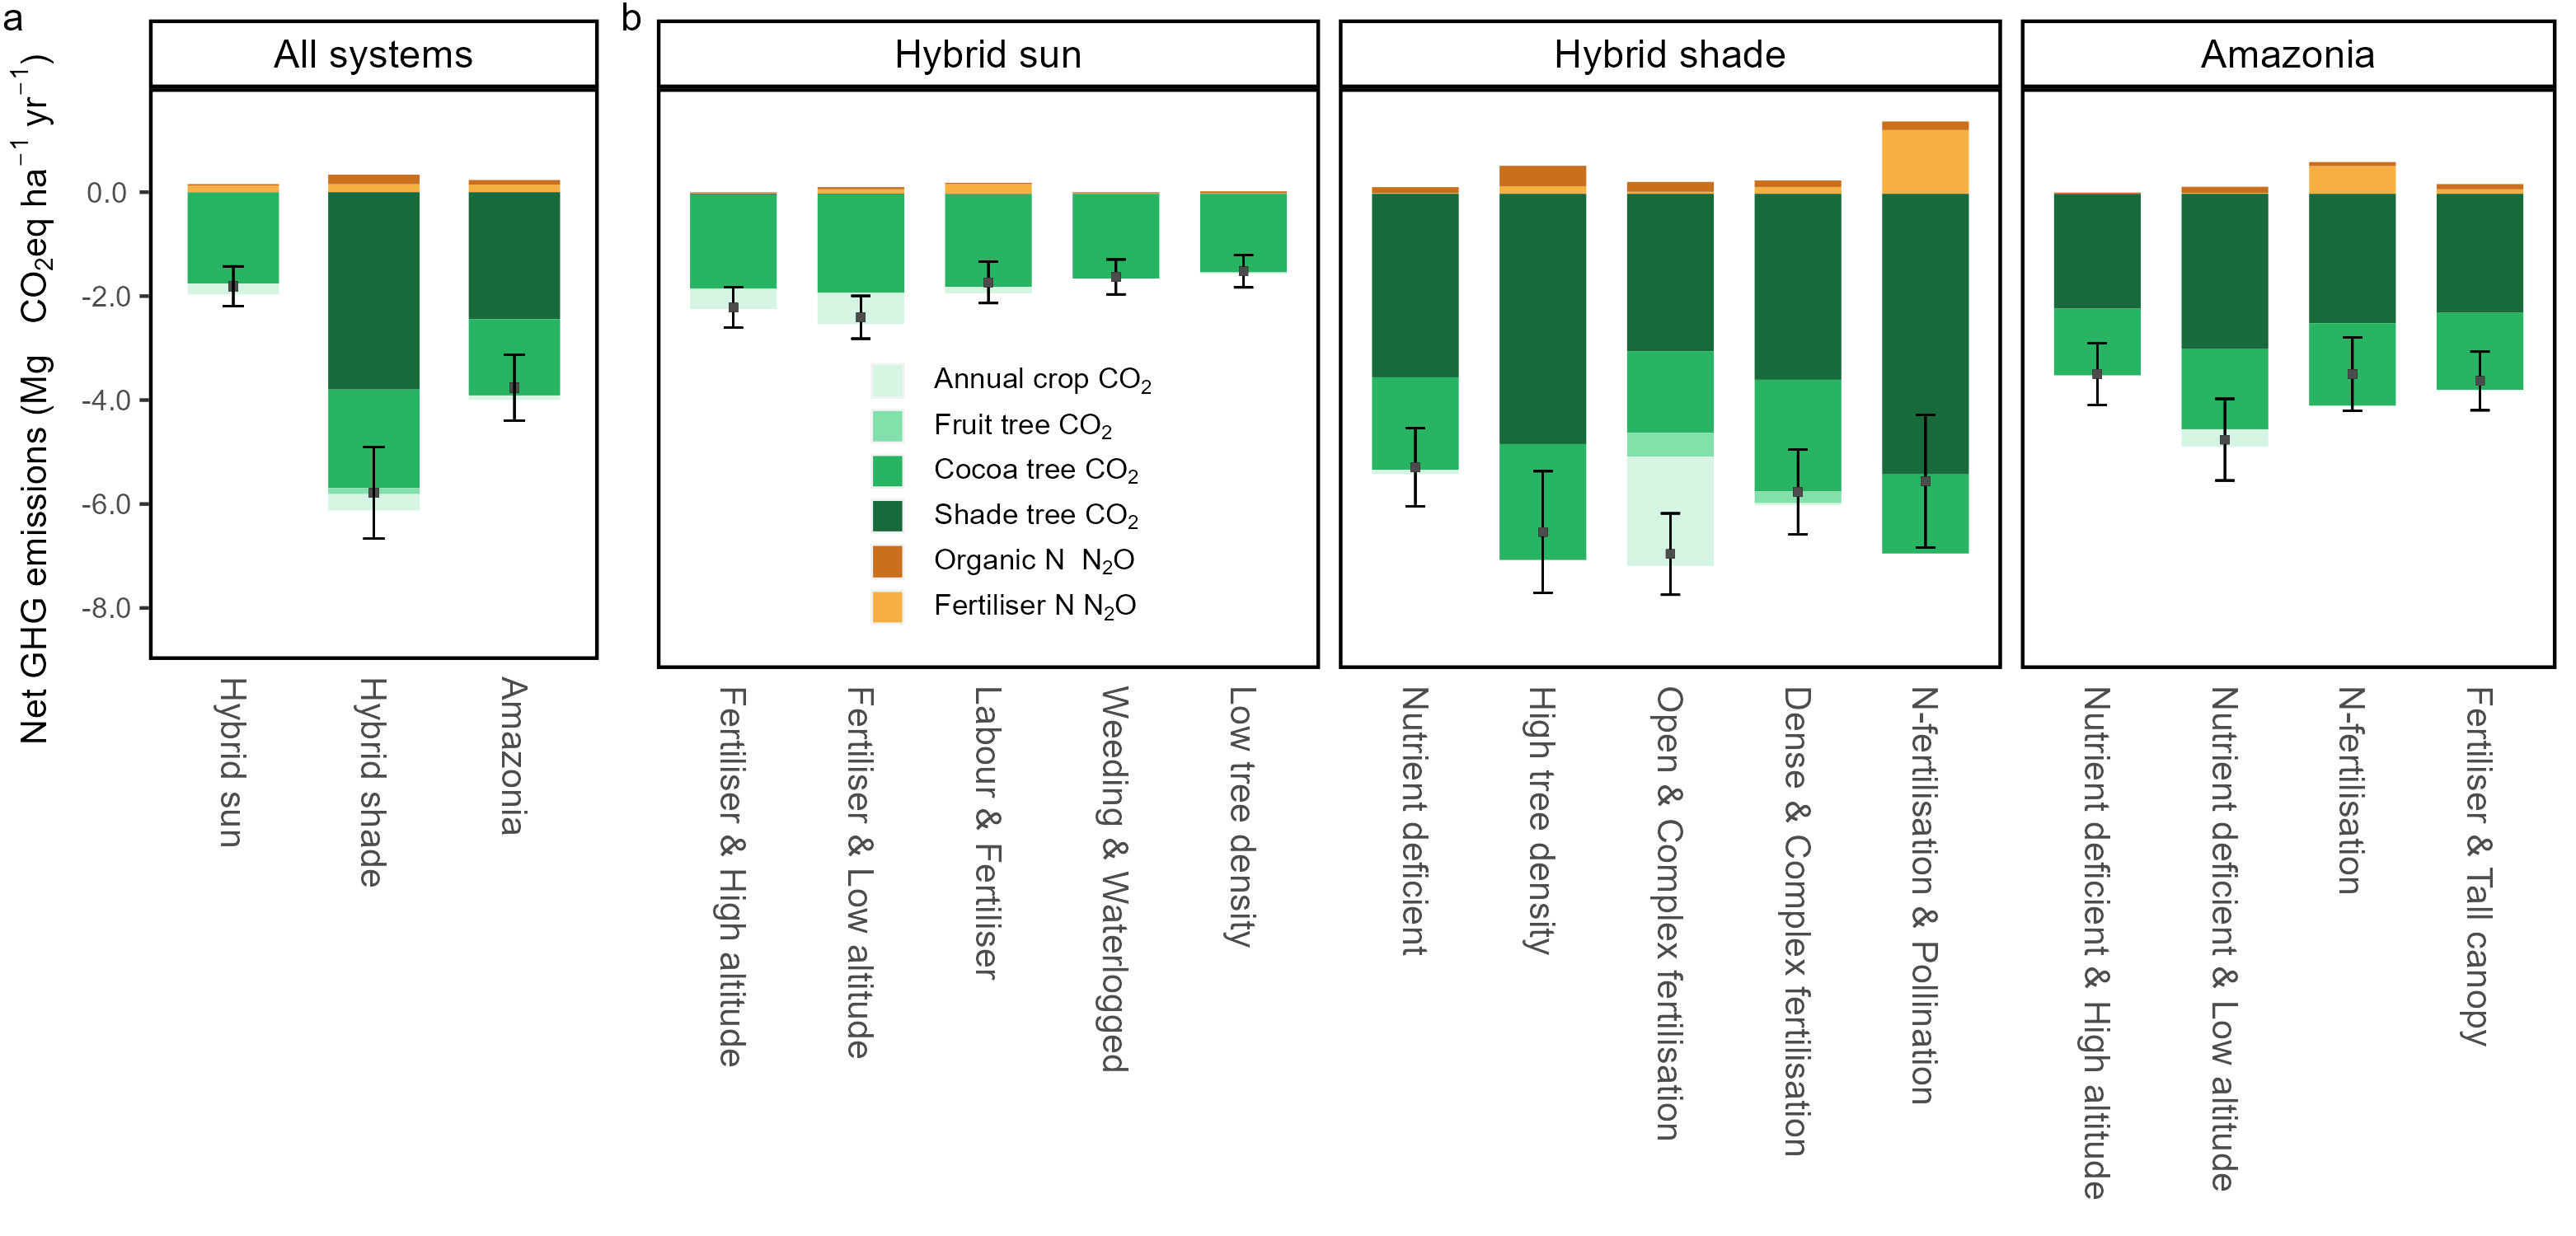 a
b
All systems
Hybrid sun
Hybrid shade
Amazonia
Net GHG emissions (Mg CO₂eq ha⁻¹ yr⁻¹)
0.0
-2.0
-4.0
-6.0
-8.0
Annual crop CO₂
Fruit tree CO₂
Cocoa tree CO₂
Shade tree CO₂
Organic N N₂O
Fertiliser N N₂O
Hybrid sun
Hybrid shade
Amazonia
Fertiliser & High altitude
Fertiliser & Low altitude
Labour & Fertiliser
Weeding & Waterlogged
Low tree density
Nutrient deficient
High tree density
Open & Complex fertilisation
Dense & Complex fertilisation
N-fertilisation & Pollination
Nutrient deficient & High altitude
Nutrient deficient & Low altitude
N-fertilisation
Fertiliser & Tall canopy